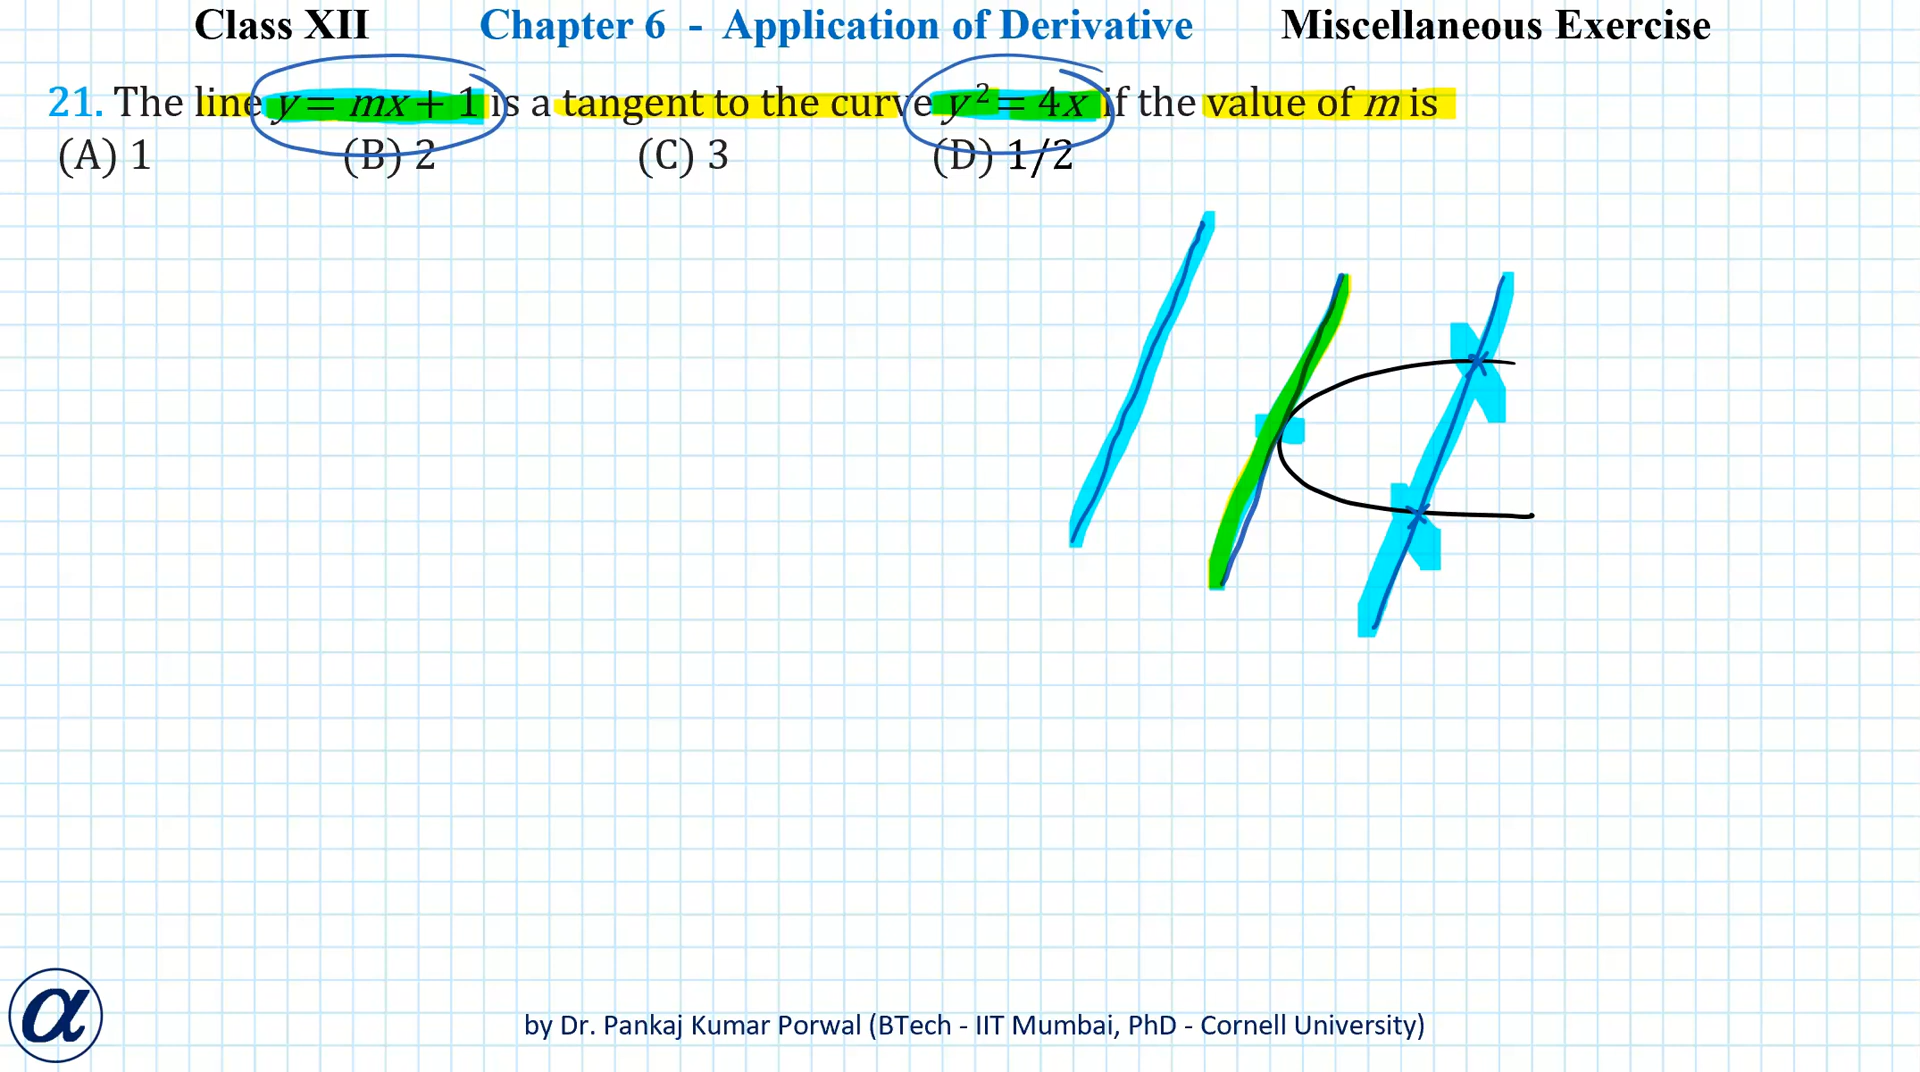 Class XII Chapter 6 - Application of Derivative Miscellaneous Exercise
21. The line y = mx + 1 is a tangent to the curve y² = 4x if the value of m is
(A) 1 (B) 2 (C) 3 (D) 1/2
α
by Dr. Pankaj Kumar Porwal (BTech - IIT Mumbai, PhD - Cornell University)